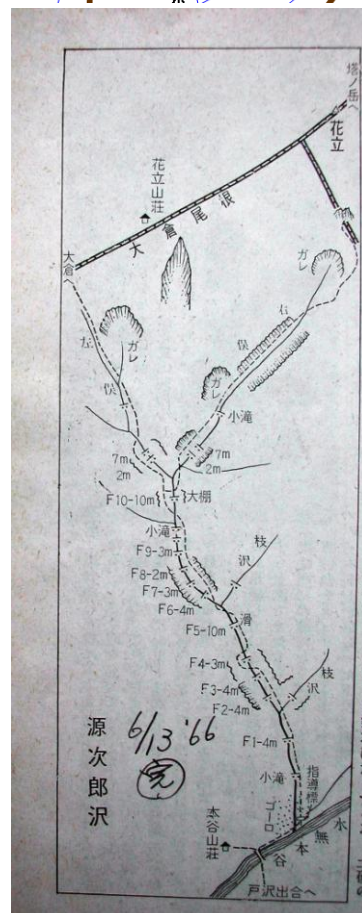 塔ノ岳へ
花立
花立山荘
大倉尾根
大倉へ
ガレ
右俣
左俣
ガレ
ガレ
小滝
7m
2m
7m
2m
大棚
F10-10m
小滝
F9-3m
F8-2m
F7-3m
F6-4m
枝沢
F5-10m
滑
F4-3m
枝沢
F3-4m
F2-4m
F1-4m
小滝
指導標
ゴーロ
源次郎沢
6/13 '66
完
本谷山荘
水無本谷
戸沢出合へ